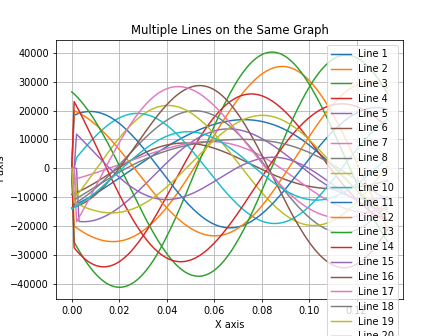 Multiple Lines on the Same Graph
40000
30000
20000
10000
0
-10000
-20000
-30000
-40000
0.00
0.02
0.04
0.06
0.08
0.10
X axis
Line 1
Line 2
Line 3
Line 4
Line 5
Line 6
Line 7
Line 8
Line 9
Line 10
Line 11
Line 12
Line 13
Line 14
Line 15
Line 16
Line 17
Line 18
Line 19
Line 20